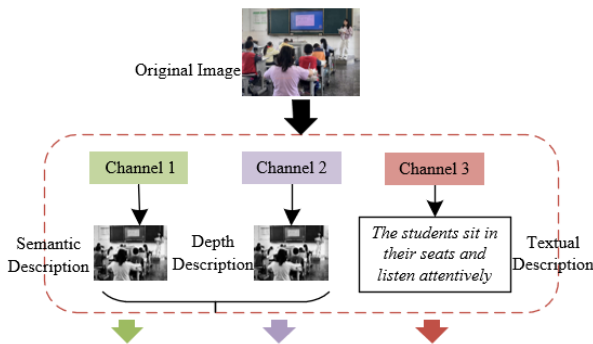 Original Image
Channel 1
Channel 2
Channel 3
Semantic
Description
Depth
Description
The students sit in
their seats and
listen attentively
Textual
Description